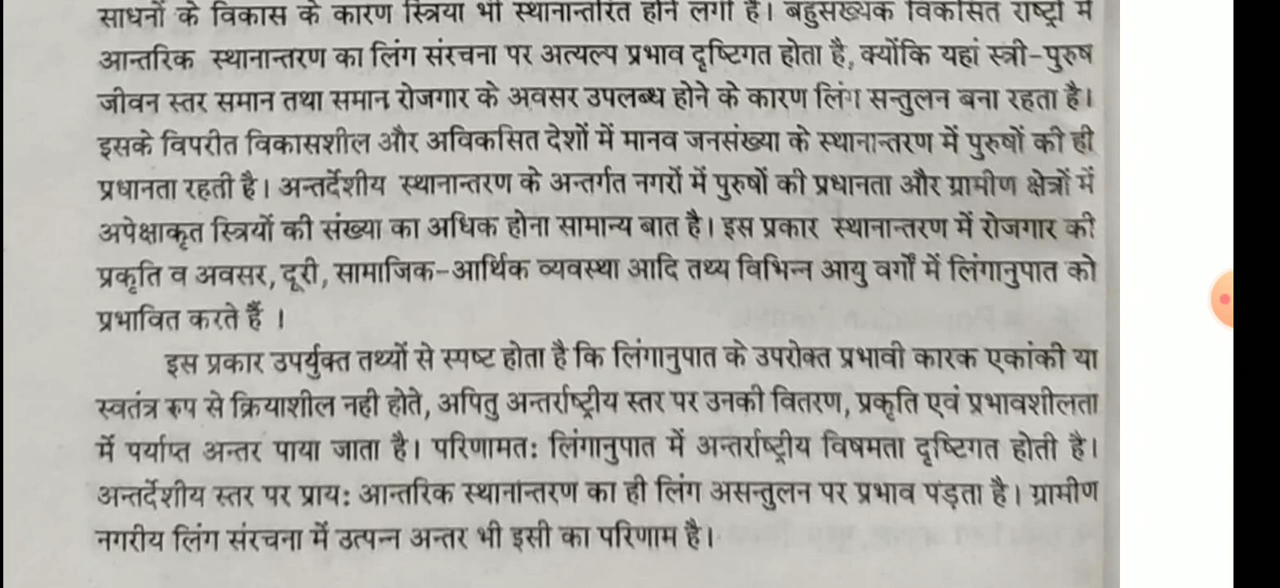 साधनों के विकास के कारण स्त्रियां भी स्थानान्तरित होने लगी हैं। बहुसंख्यक विकसित राष्ट्रों में
आन्तरिक स्थानान्तरण का लिंग संरचना पर अत्यल्प प्रभाव दृष्टिगत होता है, क्योंकि यहां स्त्री-पुरुष
जीवन स्तर समान तथा समान रोजगार के अवसर उपलब्ध होने के कारण लिंग सन्तुलन बना रहता है।
इसके विपरीत विकासशील और अविकसित देशों में मानव जनसंख्या के स्थानान्तरण में पुरुषों की ही
प्रधानता रहती है। अन्तर्देशीय स्थानान्तरण के अन्तर्गत नगरों में पुरुषों की प्रधानता और ग्रामीण क्षेत्रों में
अपेक्षाकृत स्त्रियों की संख्या का अधिक होना सामान्य बात है। इस प्रकार स्थानान्तरण में रोजगार की
प्रकृति व अवसर, दूरी, सामाजिक-आर्थिक व्यवस्था आदि तथ्य विभिन्न आयु वर्गों में लिंगानुपात को
प्रभावित करते हैं ।
इस प्रकार उपर्युक्त तथ्यों से स्पष्ट होता है कि लिंगानुपात के उपरोक्त प्रभावी कारक एकांकी या
स्वतंत्र रूप से क्रियाशील नही होते, अपितु अन्तर्राष्ट्रीय स्तर पर उनकी वितरण, प्रकृति एवं प्रभावशीलता
में पर्याप्त अन्तर पाया जाता है। परिणामत: लिंगानुपात में अन्तर्राष्ट्रीय विषमता दृष्टिगत होती है।
अन्तर्देशीय स्तर पर प्राय: आन्तरिक स्थानान्तरण का ही लिंग असन्तुलन पर प्रभाव पड़ता है। ग्रामीण
नगरीय लिंग संरचना में उत्पन्न अन्तर भी इसी का परिणाम है।